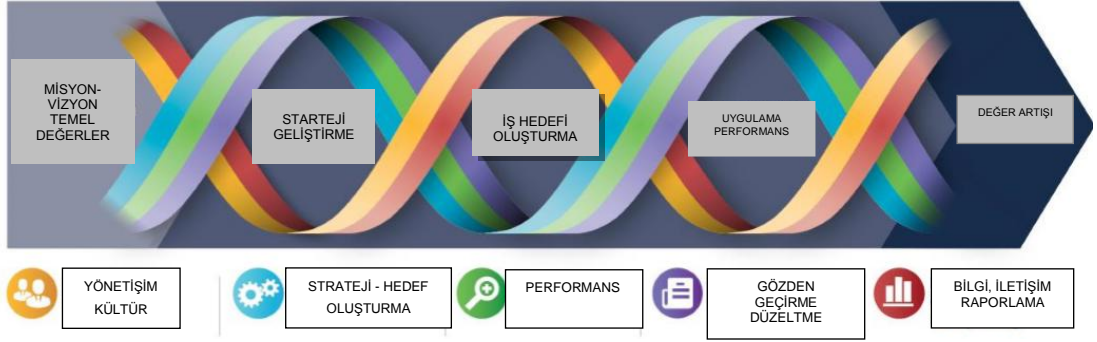 MİSYON-
VİZYON
TEMEL
DEĞERLER
STARTEJİ
GELİŞTİRME
İŞ HEDEFİ
OLUŞTURMA
UYGULAMA
PERFORMANS
DEĞER ARTIŞI
YÖNETİŞİM
KÜLTÜR
STRATEJİ - HEDEF
OLUŞTURMA
PERFORMANS
GÖZDEN
GEÇİRME
DÜZELTME
BİLGİ, İLETİŞİM
RAPORLAMA